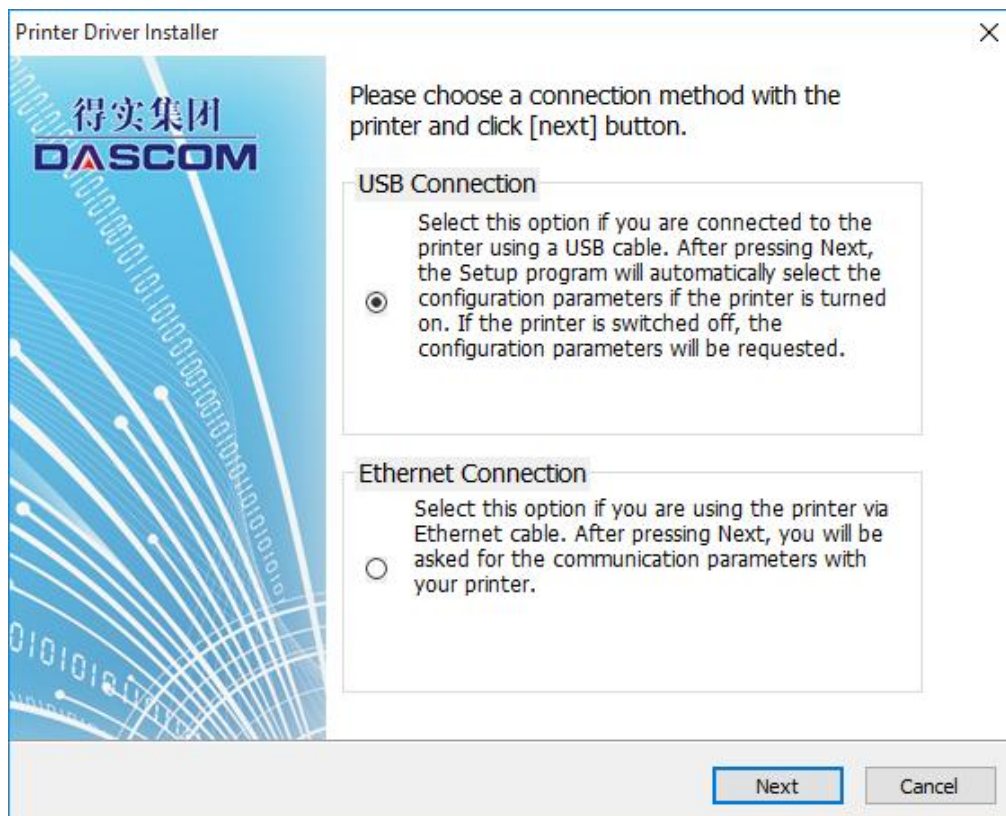 Printer Driver Installer
得实集团
DASCOM
Please choose a connection method with the
printer and click [next] button.
USB Connection
Select this option if you are connected to the
printer using a USB cable. After pressing Next,
the Setup program will automatically select the
configuration parameters if the printer is turned
on. If the printer is switched off, the
configuration parameters will be requested.
Ethernet Connection
Select this option if you are using the printer via
Ethernet cable. After pressing Next, you will be
asked for the communication parameters with
your printer.
Next
Cancel